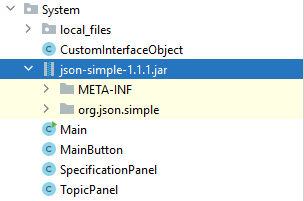 System
local_files
CustomInterfaceObject
json-simple-1.1.1.jar
META-INF
org.json.simple
Main
MainButton
SpecificationPanel
TopicPanel